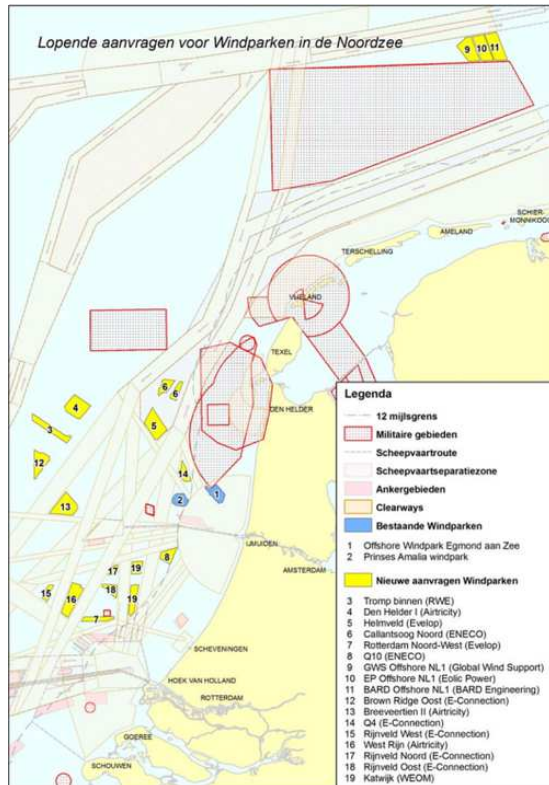 Lopende aanvragen voor Windparken in de Noordzee
9 10 11
SCHIER
MONNIKOOG
AMELAND
TERSCHELLING
VLIELAND
TEXEL
DEN HELDER
6
6
4
5
3
12
14
13
2
1
IJMUIDEN
8
17
19
AMSTERDAM
15
16
18
19
7
SCHEVENINGEN
HOEK VAN HOLLAND
ROTTERDAM
GOEREE
SCHOUWEN
Legenda
12 mijlsgrens
Militaire gebieden
Scheepvaartroute
Scheepvaartseparatiezone
Ankergebieden
Clearways
Bestaande Windparken
1 Offshore Windpark Egmond aan Zee
2 Prinses Amalia windpark
Nieuwe aanvragen Windparken
3 Tromp binnen (RWE)
4 Den Helder I (Airtricity)
5 Helmveld (Evelop)
6 Callantsoog Noord (ENECO)
7 Rotterdam Noord-West (Evelop)
8 Q10 (ENECO)
9 GWS Offshore NL1 (Global Wind Support)
10 EP Offshore NL1 (Eolic Power)
11 BARD Offshore NL1 (BARD Engineering)
12 Brown Ridge Oost (E-Connection)
13 Breeveertien II (Airtricity)
14 Q4 (E-Connection)
15 Rijnveld West (E-Connection)
16 West Rijn (Airtricity)
17 Rijnveld Noord (E-Connection)
18 Rijnveld Oost (E-Connection)
19 Katwijk (WEOM)